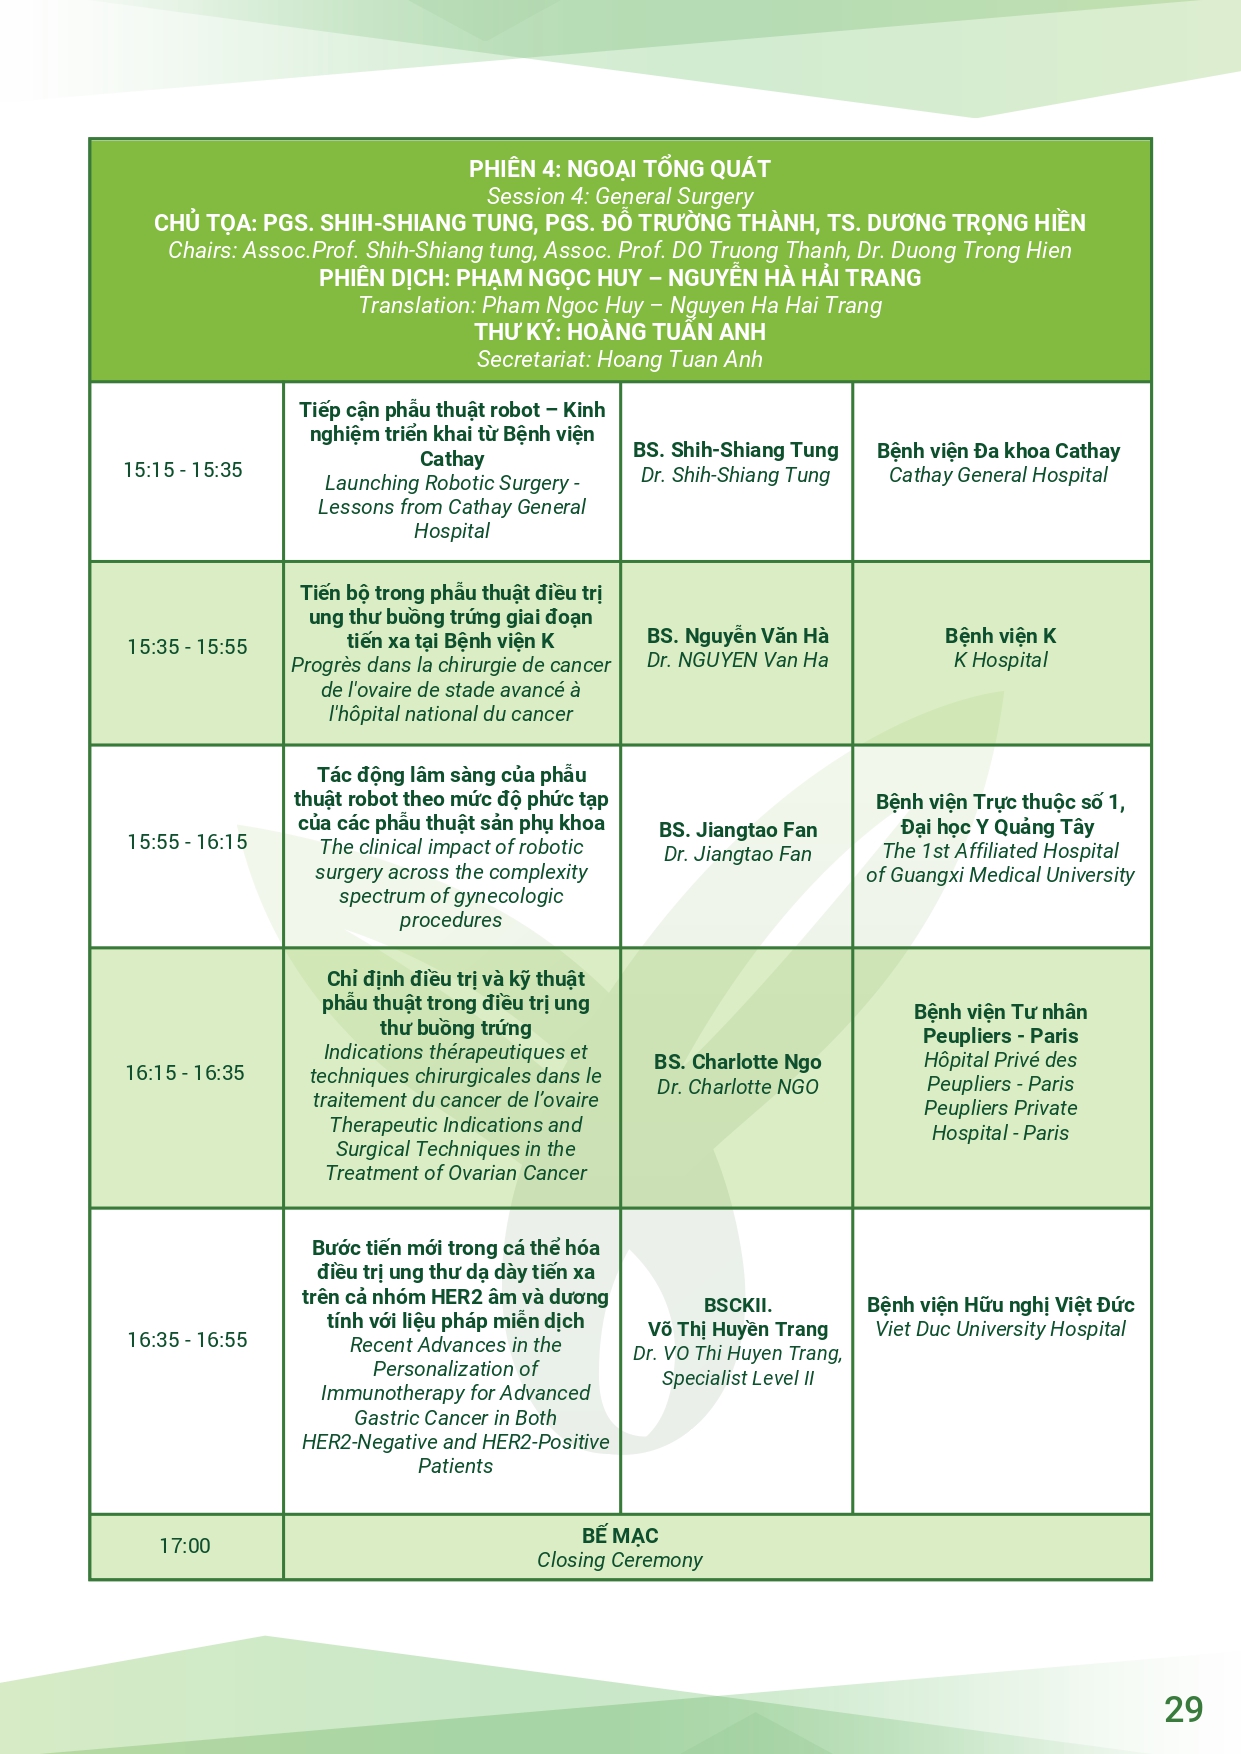 PHIÊN 4: NGOẠI TỔNG QUÁT
Session 4: General Surgery
CHỦ TỌA: PGS. SHIH-SHIANG TUNG, PGS. ĐỖ TRƯỜNG THÀNH, TS. DƯƠNG TRỌNG HIỀN
Chairs: Assoc.Prof. Shih-Shiang tung, Assoc. Prof. DO Truong Thanh, Dr. Duong Trong Hien
PHIÊN DỊCH: PHẠM NGỌC HUY – NGUYỄN HÀ HẢI TRANG
Translation: Pham Ngoc Huy – Nguyen Ha Hai Trang
THƯ KÝ: HOÀNG TUẤN ANH
Secretariat: Hoang Tuan Anh
15:15 - 15:35
Tiếp cận phẫu thuật robot – Kinh
nghiệm triển khai từ Bệnh viện
Cathay
Launching Robotic Surgery -
Lessons from Cathay General
Hospital
BS. Shih-Shiang Tung
Dr. Shih-Shiang Tung
Bệnh viện Đa khoa Cathay
Cathay General Hospital
15:35 - 15:55
Tiến bộ trong phẫu thuật điều trị
ung thư buồng trứng giai đoạn
tiến xa tại Bệnh viện K
Progrès dans la chirurgie de cancer
de l'ovaire de stade avancé à
l'hôpital national du cancer
BS. Nguyễn Văn Hà
Dr. NGUYEN Van Ha
Bệnh viện K
K Hospital
15:55 - 16:15
Tác động lâm sàng của phẫu
thuật robot theo mức độ phức tạp
của các phẫu thuật sản phụ khoa
The clinical impact of robotic
surgery across the complexity
spectrum of gynecologic
procedures
BS. Jiangtao Fan
Dr. Jiangtao Fan
Bệnh viện Trực thuộc số 1,
Đại học Y Quảng Tây
The 1st Affiliated Hospital
of Guangxi Medical University
16:15 - 16:35
Chỉ định điều trị và kỹ thuật
phẫu thuật trong điều trị ung
thư buồng trứng
Indications thérapeutiques et
techniques chirurgicales dans le
traitement du cancer de l’ovaire
Therapeutic Indications and
Surgical Techniques in the
Treatment of Ovarian Cancer
BS. Charlotte Ngo
Dr. Charlotte NGO
Bệnh viện Tư nhân
Peupliers - Paris
Hôpital Privé des
Peupliers - Paris
Peupliers Private
Hospital - Paris
16:35 - 16:55
Bước tiến mới trong cá thể hóa
điều trị ung thư dạ dày tiến xa
trên cả nhóm HER2 âm và dương
tính với liệu pháp miễn dịch
Recent Advances in the
Personalization of
Immunotherapy for Advanced
Gastric Cancer in Both
HER2-Negative and HER2-Positive
Patients
BSCKII.
Võ Thị Huyền Trang
Dr. VO Thi Huyen Trang,
Specialist Level II
Bệnh viện Hữu nghị Việt Đức
Viet Duc University Hospital
17:00
BẾ MẠC
Closing Ceremony
29